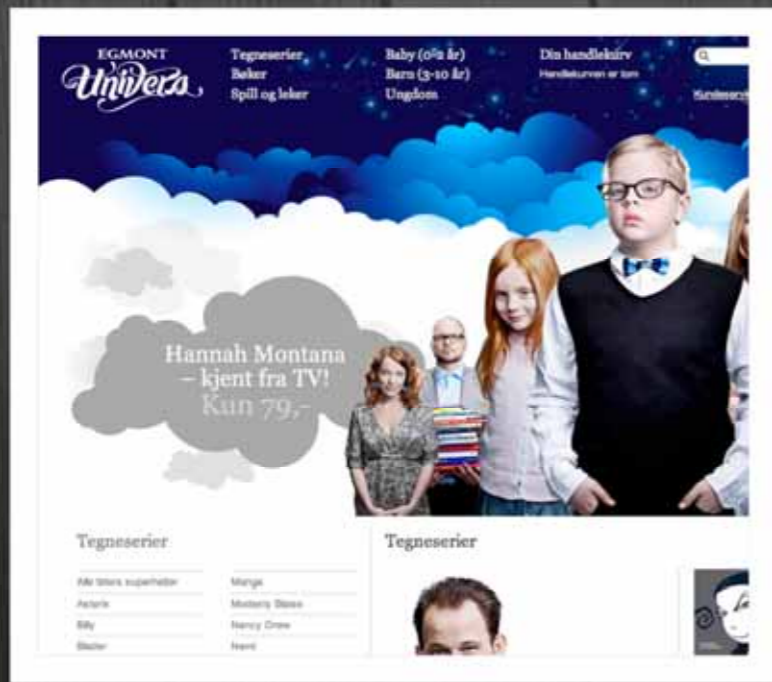 EGMONT
Univers
Tegneserier
Bøker
Spill og leker
Baby (0-2 år)
Barn (3-10 år)
Ungdom
Din handlekurv
Handlekurven er tom
Hannah Montana
– kjent fra TV!
Kun 79,-
Tegneserier
Alle tiders superhelter
Asterix
Billy
Blader
Manga
Modesty Blaise
Nancy Drew
Nemi
Tegneserier